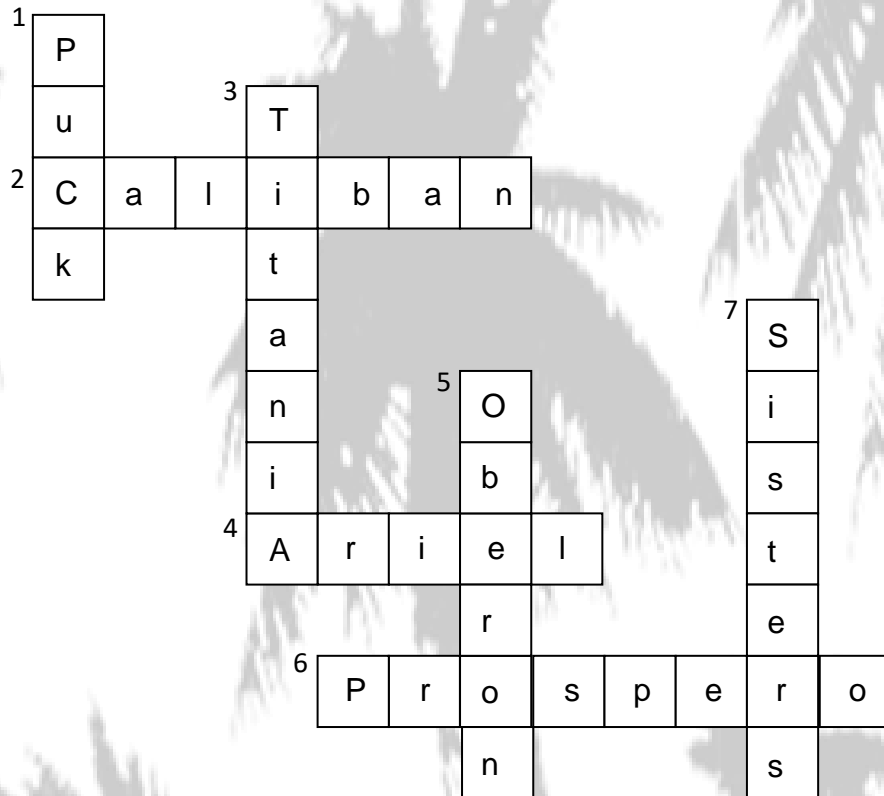 1 P
u 3 T
2 C a l i b a n
k t
a 7 S
n 5 O i
i b s
4 A r i e l t
r e
6 P r o s p e r o
n s